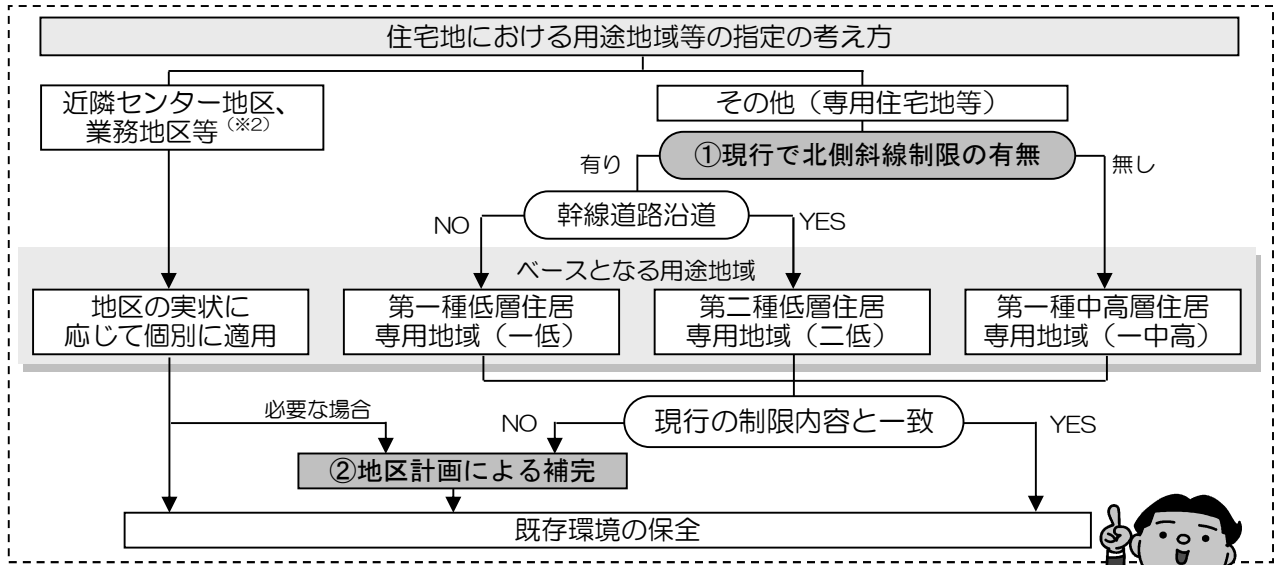 住宅地における用途地域等の指定の考え方
近隣センター地区、
業務地区等（※2）
その他（専用住宅地等）
①現行で北側斜線制限の有無
有り
無し
幹線道路沿道
NO
YES
ベースとなる用途地域
地区の実状に
応じて個別に適用
第一種低層住居
専用地域（一低）
第二種低層住居
専用地域（二低）
第一種中高層住居
専用地域（一中高）
必要な場合
NO
現行の制限内容と一致
YES
②地区計画による補完
既存環境の保全